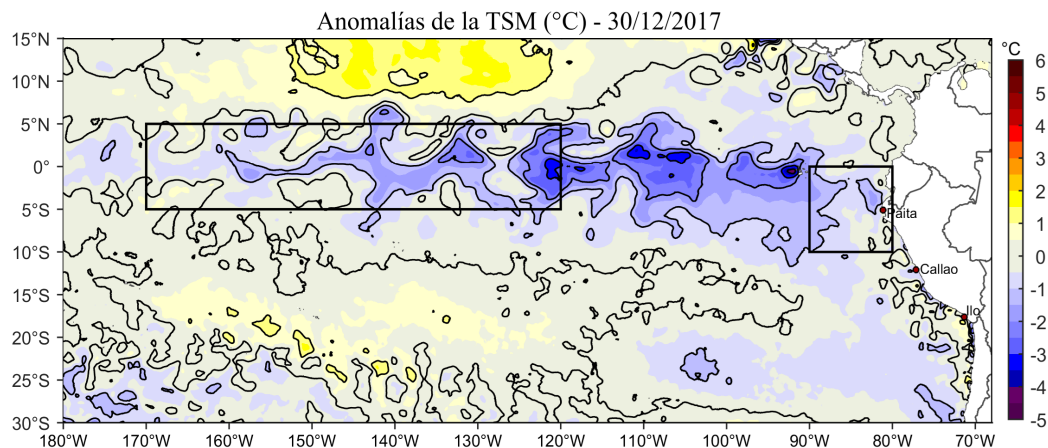 Anomalías de la TSM (°C) - 30/12/2017
°C
15°N
10°N
5°N
0°
5°S
10°S
15°S
20°S
25°S
30°S
180°W
170°W
160°W
150°W
140°W
130°W
120°W
110°W
100°W
90°W
80°W
70°W
Paita
Callao
Ilo
6
5
4
3
2
1
0
-1
-2
-3
-4
-5